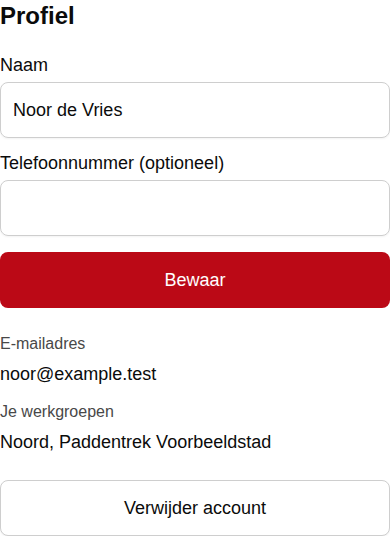 Profiel
Naam
Noor de Vries
Telefoonnummer (optioneel)
Bewaar
E-mailadres
noor@example.test
Je werkgroepen
Noord, Paddentrek Voorbeeldstad
Verwijder account